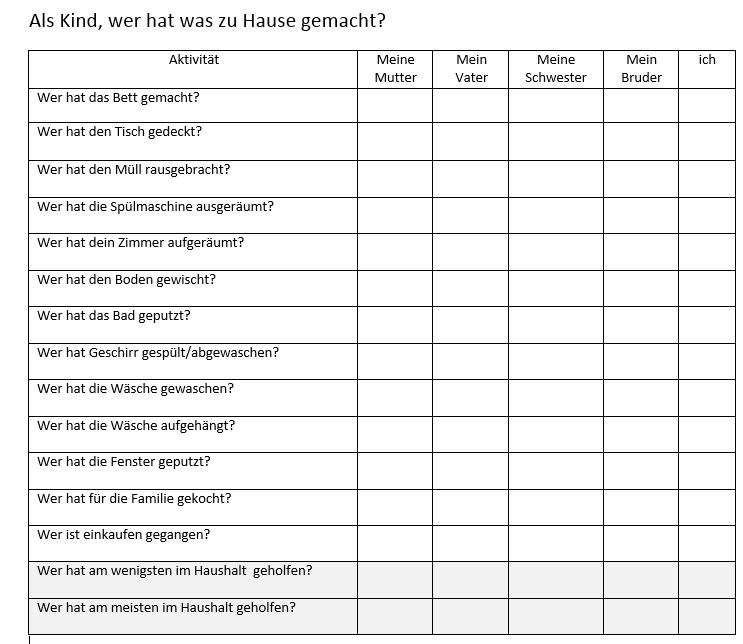 Als Kind, wer hat was zu Hause gemacht?
Aktivität Meine Mutter Mein Vater Meine Schwester Mein Bruder ich
Wer hat das Bett gemacht?
Wer hat den Tisch gedeckt?
Wer hat den Müll rausgebracht?
Wer hat die Spülmaschine ausgeräumt?
Wer hat dein Zimmer aufgeräumt?
Wer hat den Boden gewischt?
Wer hat das Bad geputzt?
Wer hat Geschirr gespült/abgewaschen?
Wer hat die Wäsche gewaschen?
Wer hat die Wäsche aufgehängt?
Wer hat die Fenster geputzt?
Wer hat für die Familie gekocht?
Wer ist einkaufen gegangen?
Wer hat am wenigsten im Haushalt  geholfen?
Wer hat am meisten im Haushalt geholfen?